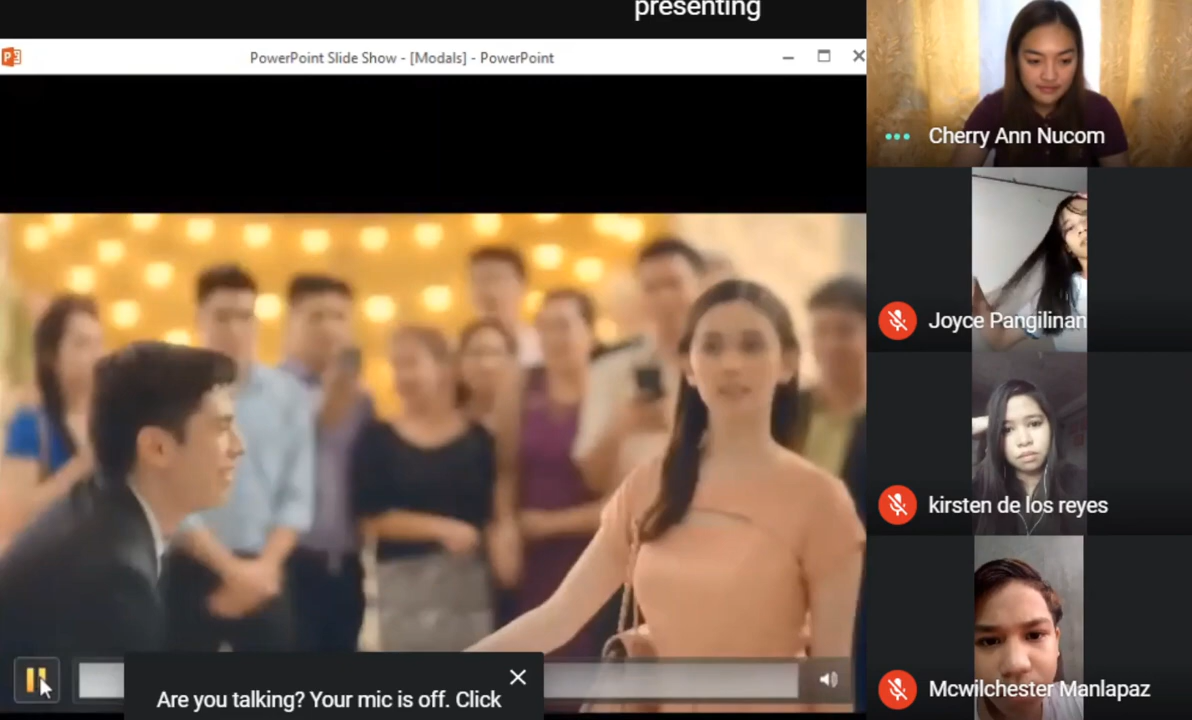 presenting
PowerPoint Slide Show - [Modals] - PowerPoint
Cherry Ann Nucom
Joyce Pangilinan
kirsten de los reyes
Mcwilchester Manlapaz
Are you talking? Your mic is off. Click